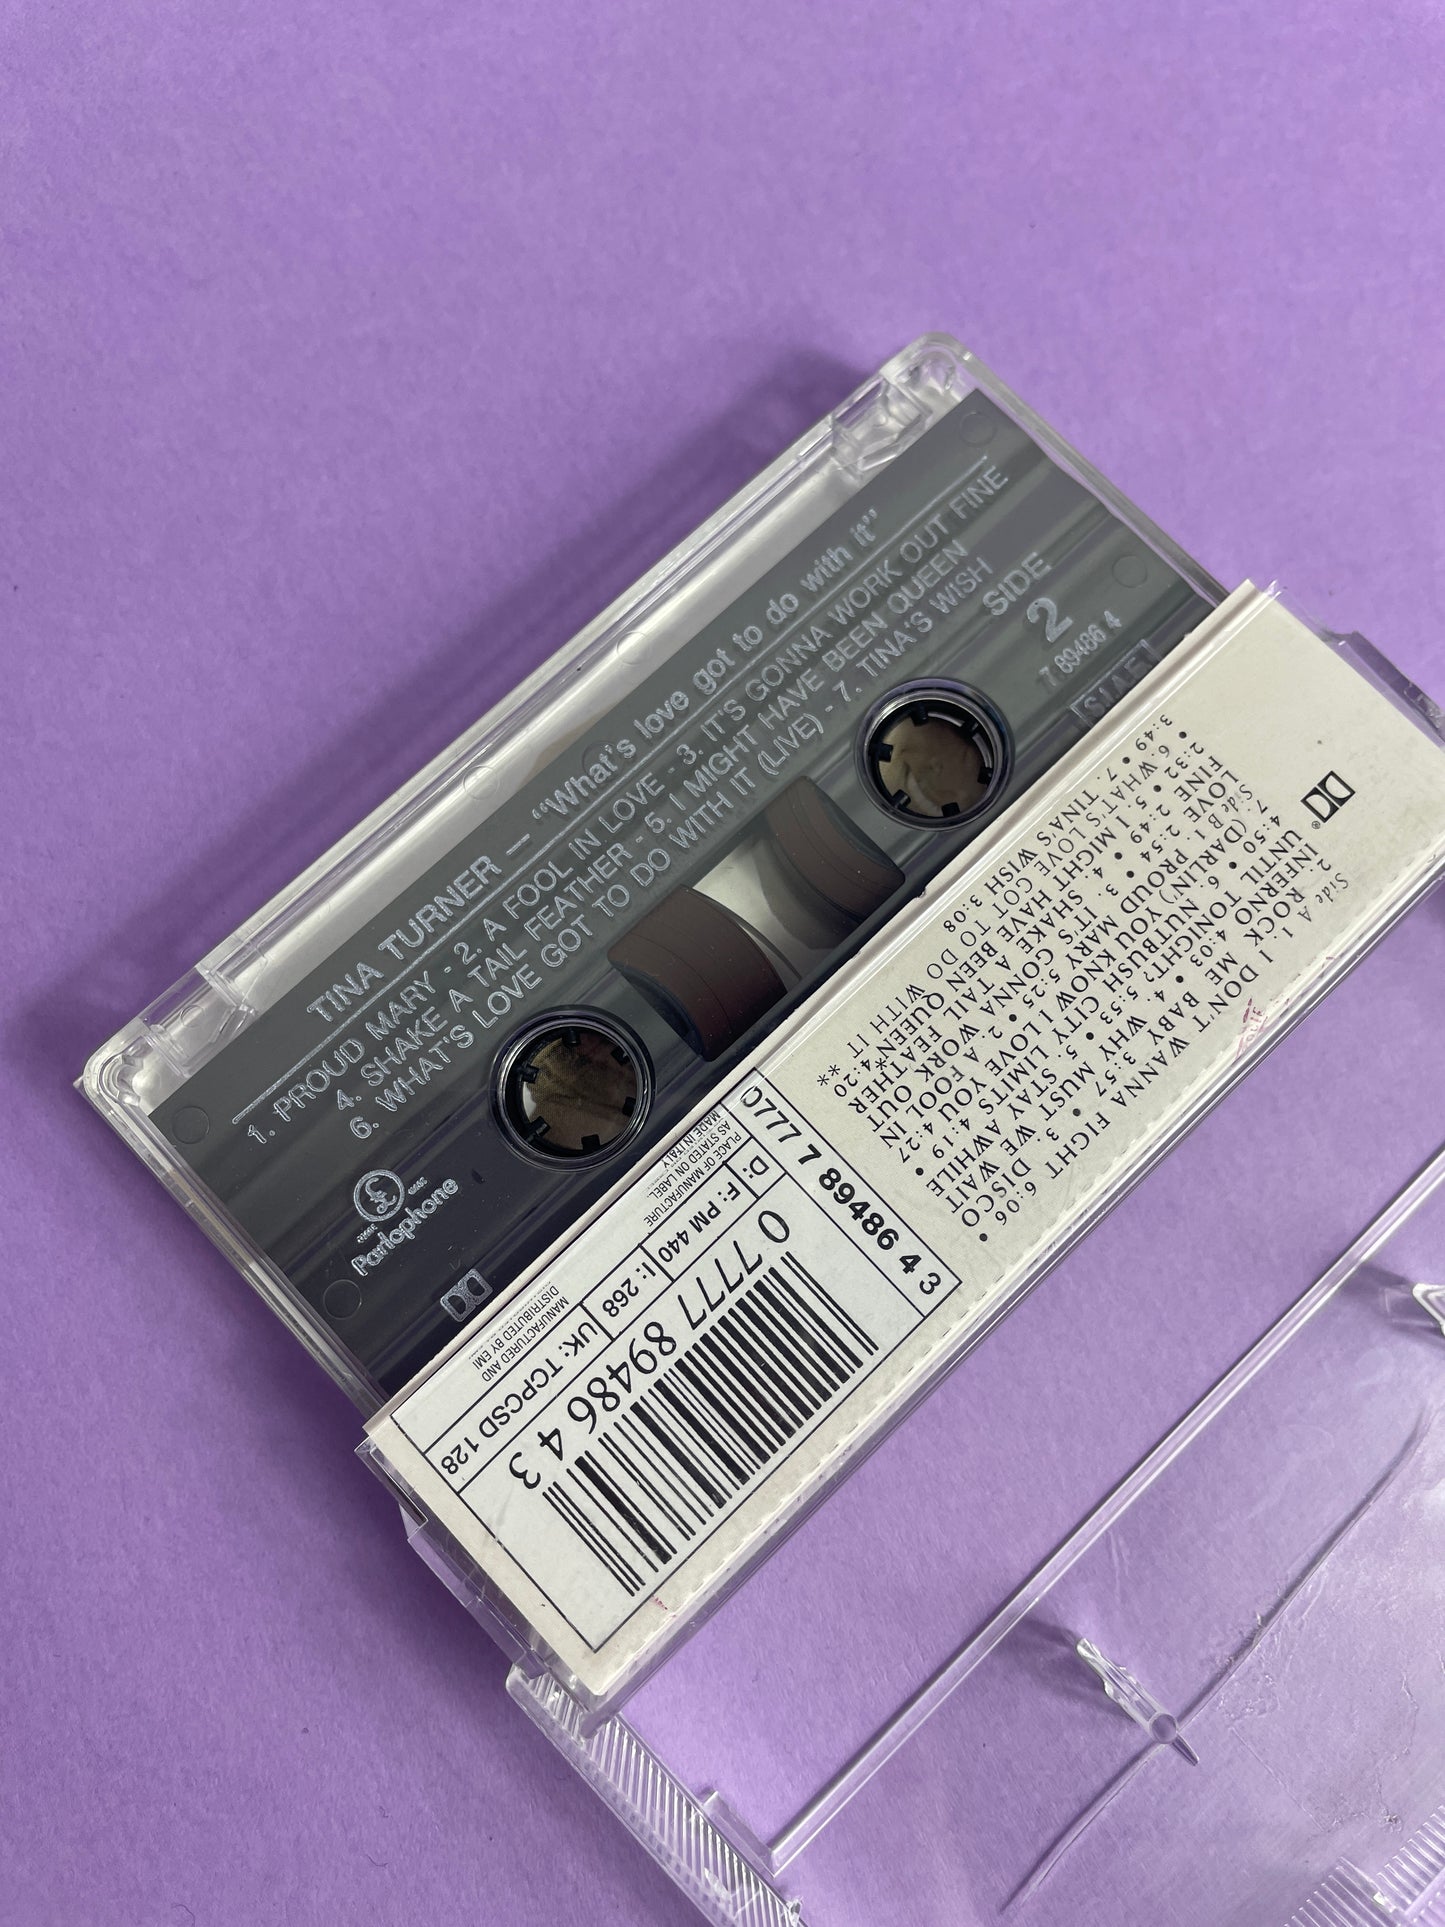 TINA TURNER — "What's love got to do with it"
1. PROUD MARY - 2. A FOOL IN LOVE - 3. IT'S GONNA WORK OUT FINE
4. SHAKE A TAIL FEATHER - 5. I MIGHT HAVE BEEN QUEEN
6. WHAT'S LOVE GOT TO DO WITH IT (LIVE) - 7. TINA'S WISH
SIDE
2
7 89486 4
SIAE
£
Parlophone
Side A 1. I DON'T WANNA FIGHT 6:06
2. ROCK ME BABY 3:57 • 3. DISCO
INFERNO 4:03 • 4. WHY MUST WE WAIT
UNTIL TONIGHT? 5:53 • 5. STAY AWHILE
4:50 • 6. NUTBUSH CITY LIMITS 4:19 •
7. (DARLIN') YOU KNOW I LOVE YOU 4:27
Side B 1. PROUD MARY 5:25 • 2. A FOOL IN
LOVE 2:54 • 3. IT'S GONNA WORK OUT
FINE 2:49 • 4. SHAKE A TAIL FEATHER
2:32 • 5. I MIGHT HAVE BEEN QUEEN* 4:20
• 6. WHAT'S LOVE GOT TO DO WITH IT**
3:49 • 7. TINA'S WISH 3:08
0777 7 89486 4 3
D:
F: PM 440
I: 268
UK: TCPCSD 128
PLACE OF MANUFACTURE
AS STATED ON LABEL
MADE IN ITALY
MANUFACTURED AND
DISTRIBUTED BY EMI
0 7777 89486 4 3